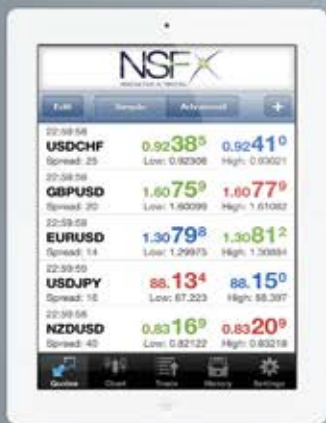 NSFX
Edit Simple Advanced +
22:59:58
USDCHF 0.92385 0.92410
Spread: 25 Low: 0.92308 High: 0.93021
22:59:58
GBPUSD 1.60759 1.60779
Spread: 20 Low: 1.60099 High: 1.61082
22:59:59
EURUSD 1.30798 1.30812
Spread: 14 Low: 1.29975 High: 1.30884
22:59:59
USDJPY 88.134 88.150
Spread: 16 Low: 87.223 High: 88.397
22:59:58
NZDUSD 0.83169 0.83209
Spread: 40 Low: 0.82122 High: 0.83218
Quotes Chart Trade History Settings